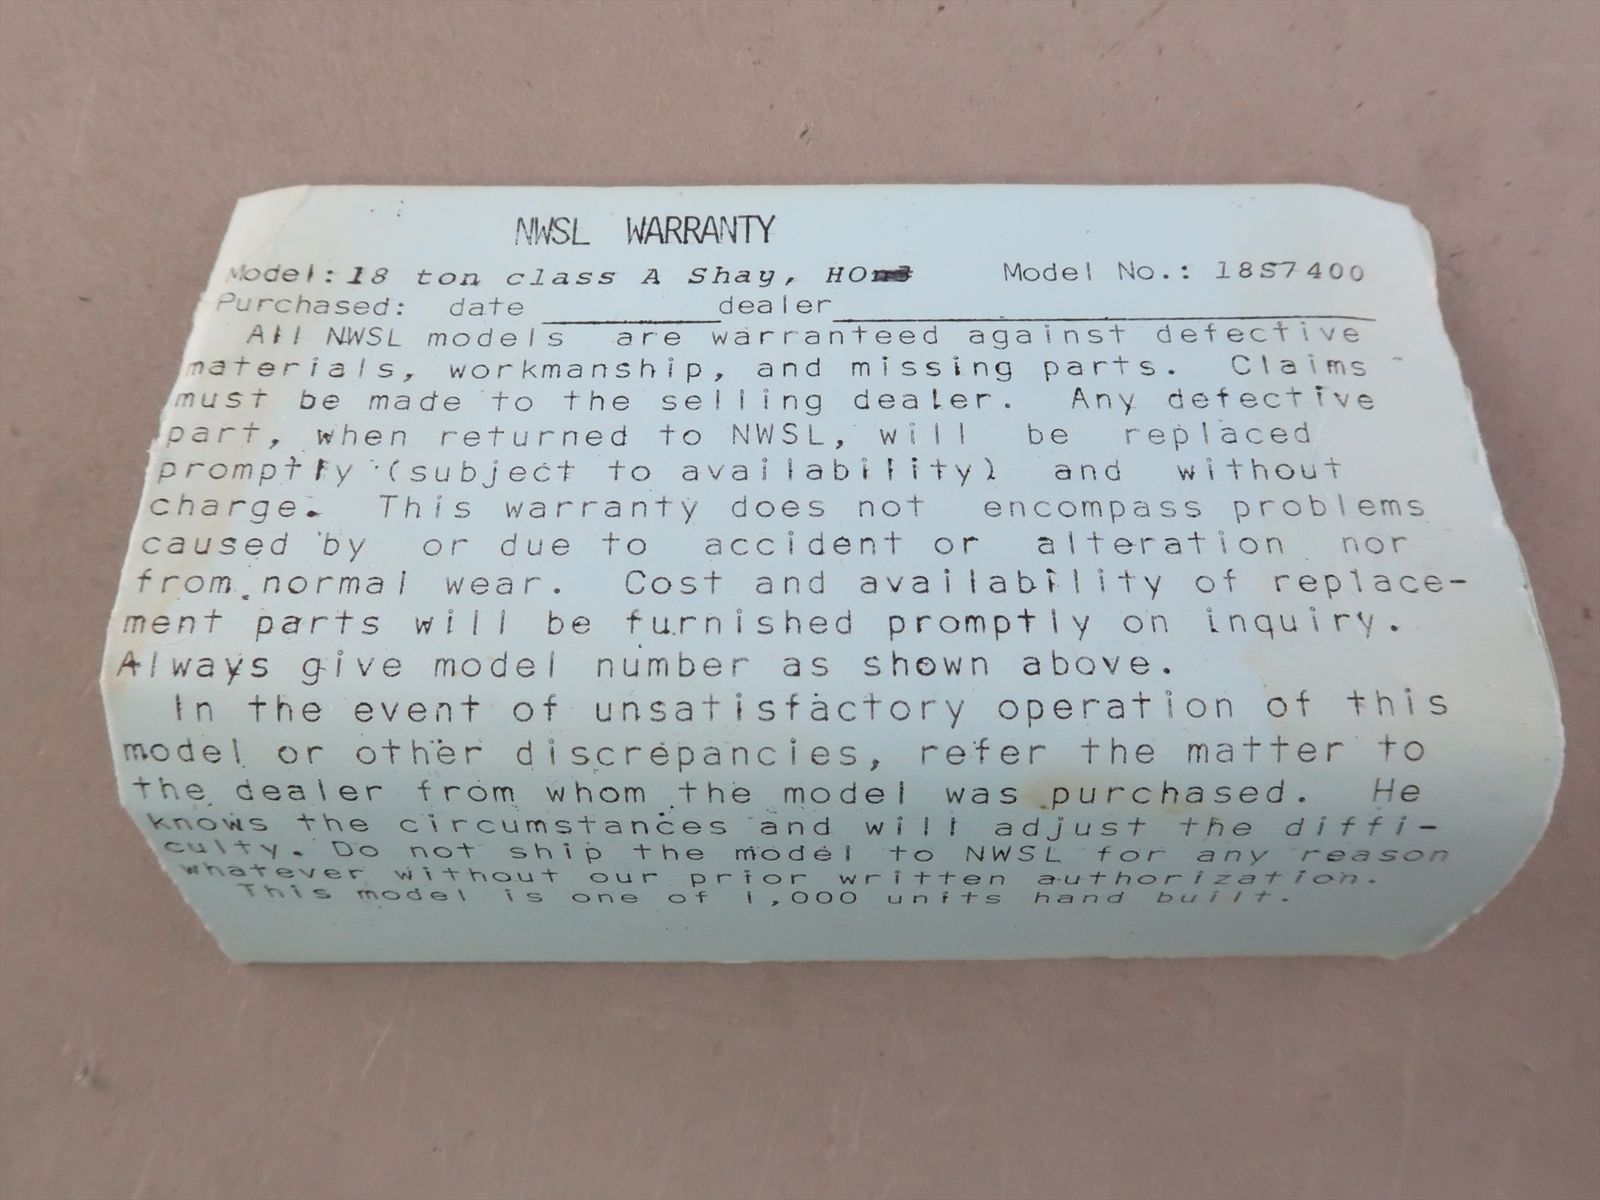 NWSL WARRANTY
Model: 18 ton class A Shay, HO Model No.: 18S7400
Purchased: date ________ dealer________________________
All NWSL models are warranteed against defective
materials, workmanship, and missing parts. Claims
must be made to the selling dealer. Any defective
part, when returned to NWSL, will be replaced
promptly (subject to availability) and without
charge. This warranty does not encompass problems
caused by or due to accident or alteration nor
from normal wear. Cost and availability of replace-
ment parts will be furnished promptly on inquiry.
Always give model number as shown above.
In the event of unsatisfactory operation of this
model or other discrepancies, refer the matter to
the dealer from whom the model was purchased. He
knows the circumstances and will adjust the diffi-
culty. Do not ship the model to NWSL for any reason
whatever without our prior written authorization.
This model is one of 1,000 units hand built.